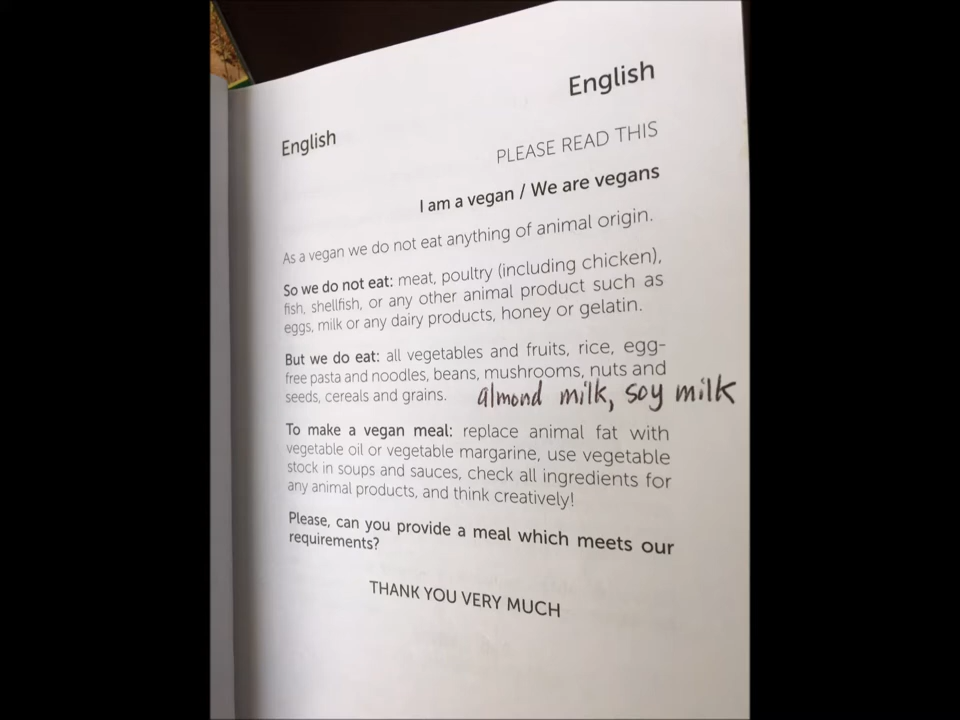 English
English
PLEASE READ THIS
I am a vegan / We are vegans
As a vegan we do not eat anything of animal origin.
So we do not eat: meat, poultry (including chicken),
fish, shellfish, or any other animal product such as
eggs, milk or any dairy products, honey or gelatin.
But we do eat: all vegetables and fruits, rice, egg-
free pasta and noodles, beans, mushrooms, nuts and
seeds, cereals and grains. almond milk, soy milk
To make a vegan meal: replace animal fat with
vegetable oil or vegetable margarine, use vegetable
stock in soups and sauces, check all ingredients for
any animal products, and think creatively!
Please, can you provide a meal which meets our
requirements?
THANK YOU VERY MUCH